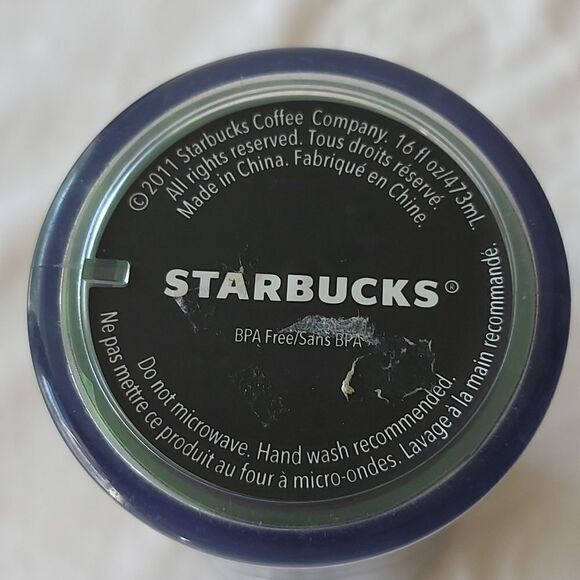 ©2011 Starbucks Coffee Company. 16 fl oz/473mL.
All rights reserved. Tous droits réservé.
Made in China. Fabriqué en Chine.
STARBUCKS®
BPA Free/Sans BPA
Do not microwave. Hand wash recommended.
Ne pas mettre ce produit au four à micro-ondes. Lavage à la main recommandé.